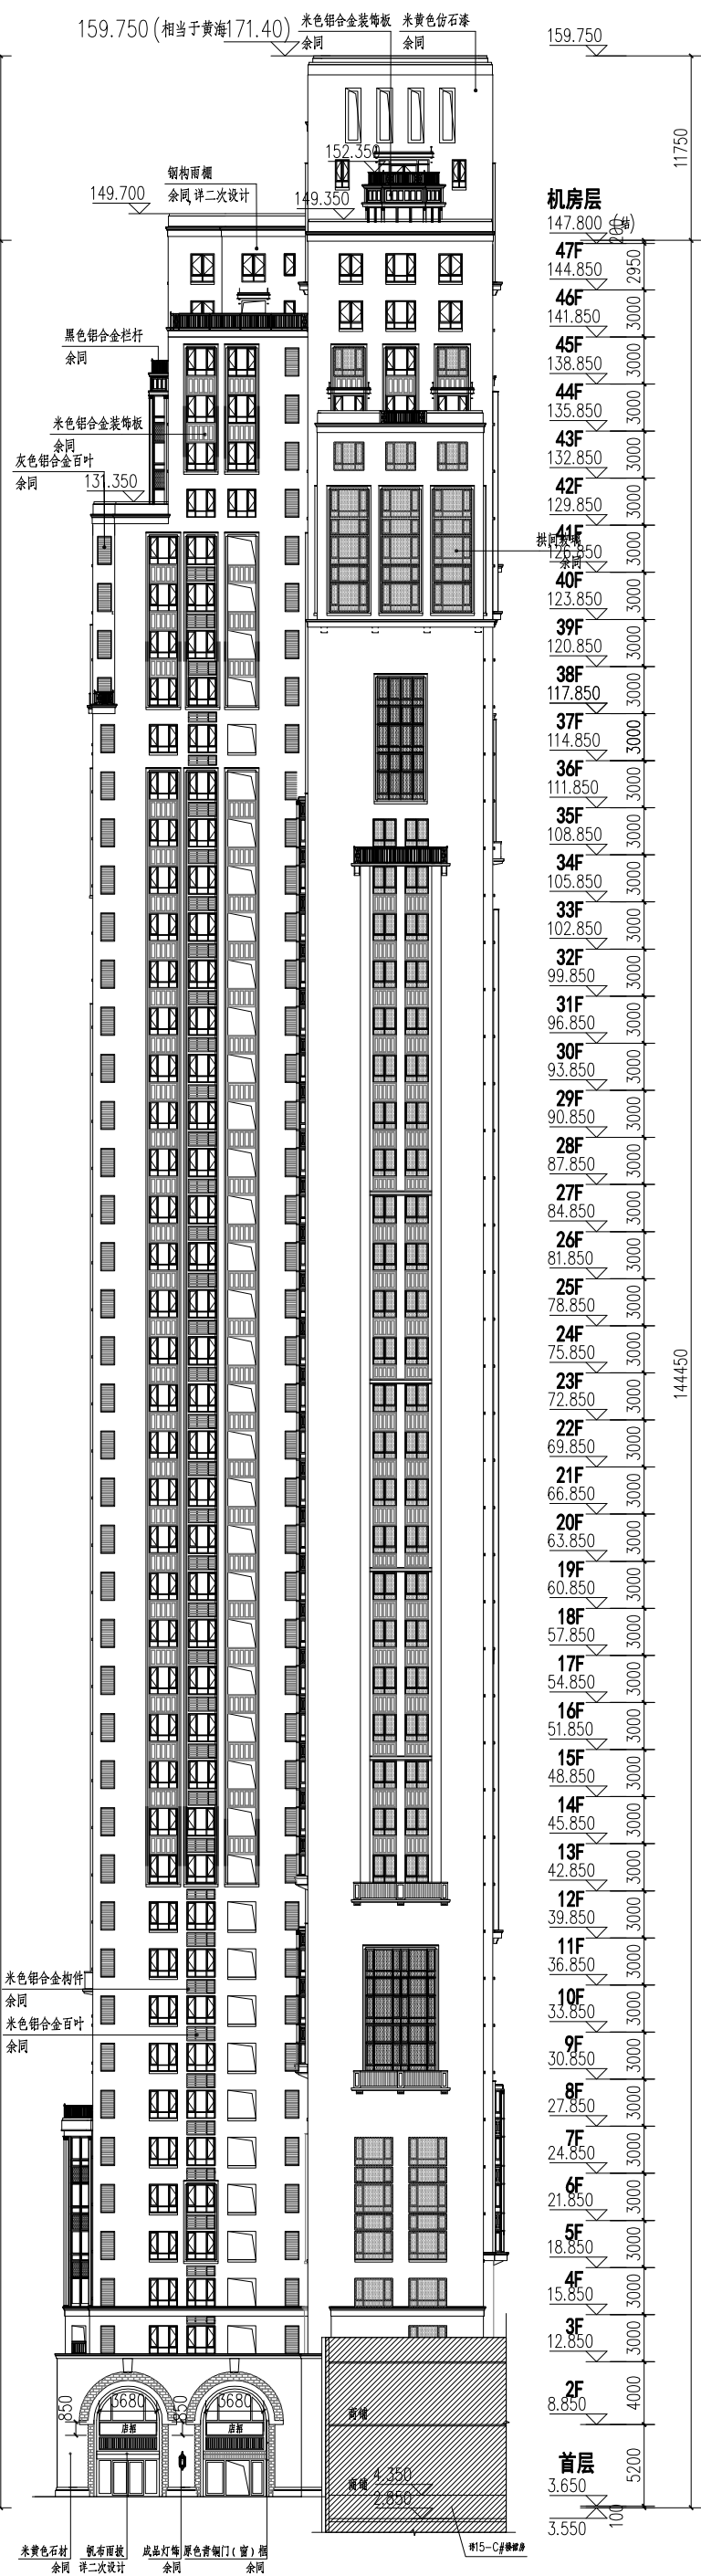 159.750 (相当于黄海171.40)
米色铝合金装饰板
余同
米黄色仿石漆
余同
159.750
11750
152.350
钢构雨棚
余同,详二次设计
149.700
149.350
机房层
147.800 (结)
200
47F
144.850
2950
46F
141.850
3000
黑色铝合金栏杆
余同
45F
138.850
3000
44F
135.850
3000
米色铝合金装饰板
余同
43F
132.850
3000
灰色铝合金百叶
余同
131.350
42F
129.850
3000
41F
126.850
3000
余同
40F
123.850
3000
39F
120.850
3000
38F
117.850
3000
37F
114.850
3000
36F
111.850
3000
35F
108.850
3000
34F
105.850
3000
33F
102.850
3000
32F
99.850
3000
31F
96.850
3000
30F
93.850
3000
29F
90.850
3000
28F
87.850
3000
27F
84.850
3000
26F
81.850
3000
25F
78.850
3000
24F
75.850
3000
144450
23F
72.850
3000
22F
69.850
3000
21F
66.850
3000
20F
63.850
3000
19F
60.850
3000
18F
57.850
3000
17F
54.850
3000
16F
51.850
3000
15F
48.850
3000
14F
45.850
3000
13F
42.850
3000
12F
39.850
3000
11F
36.850
3000
米色铝合金构件
余同
10F
33.850
3000
米色铝合金百叶
余同
9F
30.850
3000
8F
27.850
3000
7F
24.850
3000
6F
21.850
3000
5F
18.850
3000
4F
15.850
3000
3F
12.850
3000
2F
8.850
4000
850
3680
850
3680
店招
店招
商铺
首层
5200
商铺
4.350
2.850
3.650
3.550
100
米黄色石材
余同
帆布雨披
详二次设计
成品灯饰
余同
原色青铜门(窗)框
余同